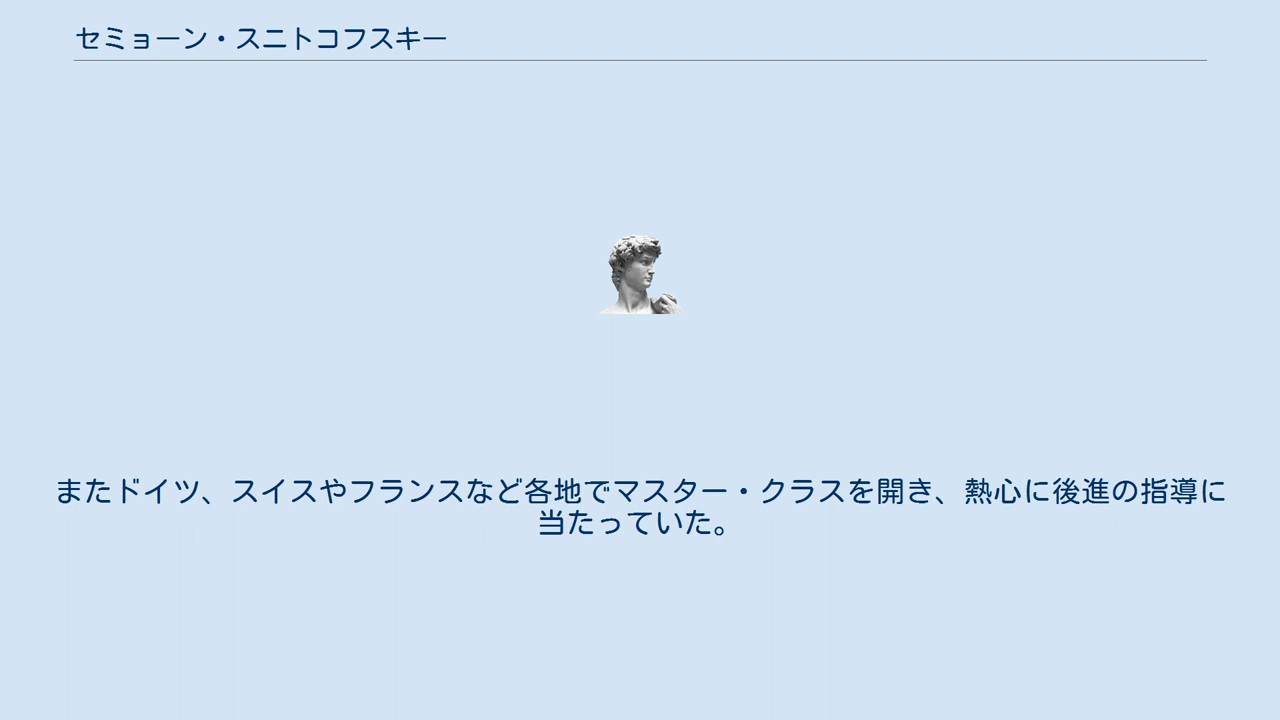 セミョーン・スニトコフスキー
またドイツ、スイスやフランスなど各地でマスター・クラスを開き、熱心に後進の指導に
当たっていた。